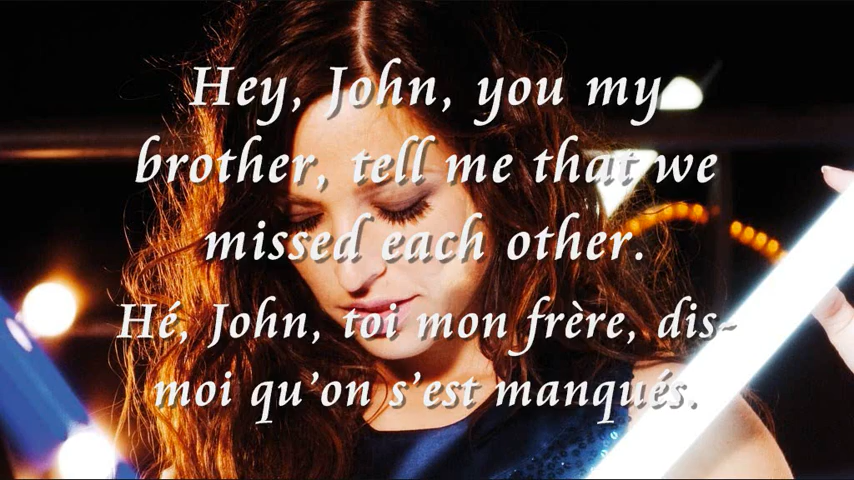 Hey, John, you my
brother, tell me that we
missed each other.
Hé, John, toi mon frère, dis-
moi qu'on s'est manqués.